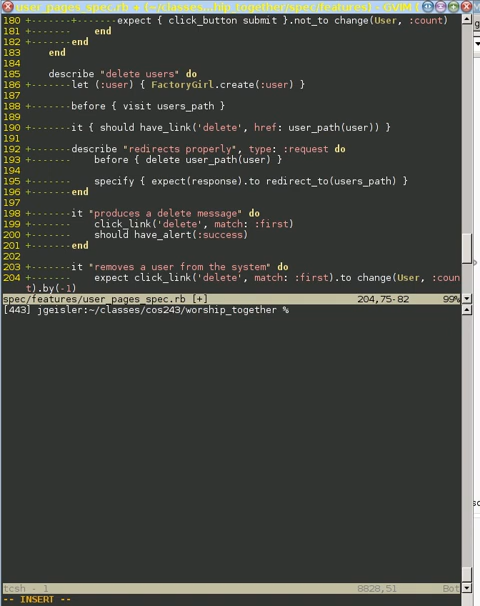 user_pages_spec.rb + (~/classes...hip_together/spec/features) - GVIM (
180 +-------+-------expect { click_button submit }.not_to change(User, :count)
181 +-------    end
182 +-------end
183     end
184
185     describe "delete users" do
186 +-------let (:user) { FactoryGirl.create(:user) }
187
188 +-------before { visit users_path }
189
190 +-------it { should have_link('delete', href: user_path(user)) }
191
192 +-------describe "redirects properly", type: :request do
193 +-------    before { delete user_path(user) }
194
195 +-------    specify { expect(response).to redirect_to(users_path) }
196 +-------end
197
198 +-------it "produces a delete message" do
199 +-------    click_link('delete', match: :first)
200 +-------    should have_alert(:success)
201 +-------end
202
203 +-------it "removes a user from the system" do
204 +-------    expect click_link('delete', match: :first).to change(User, :coun
t).by(-1)
spec/features/user_pages_spec.rb [+] 204,75-82 99%
[443] jgeisler:~/classes/cos243/worship_together %
tcsh - 1 8828,51 Bot
-- INSERT --